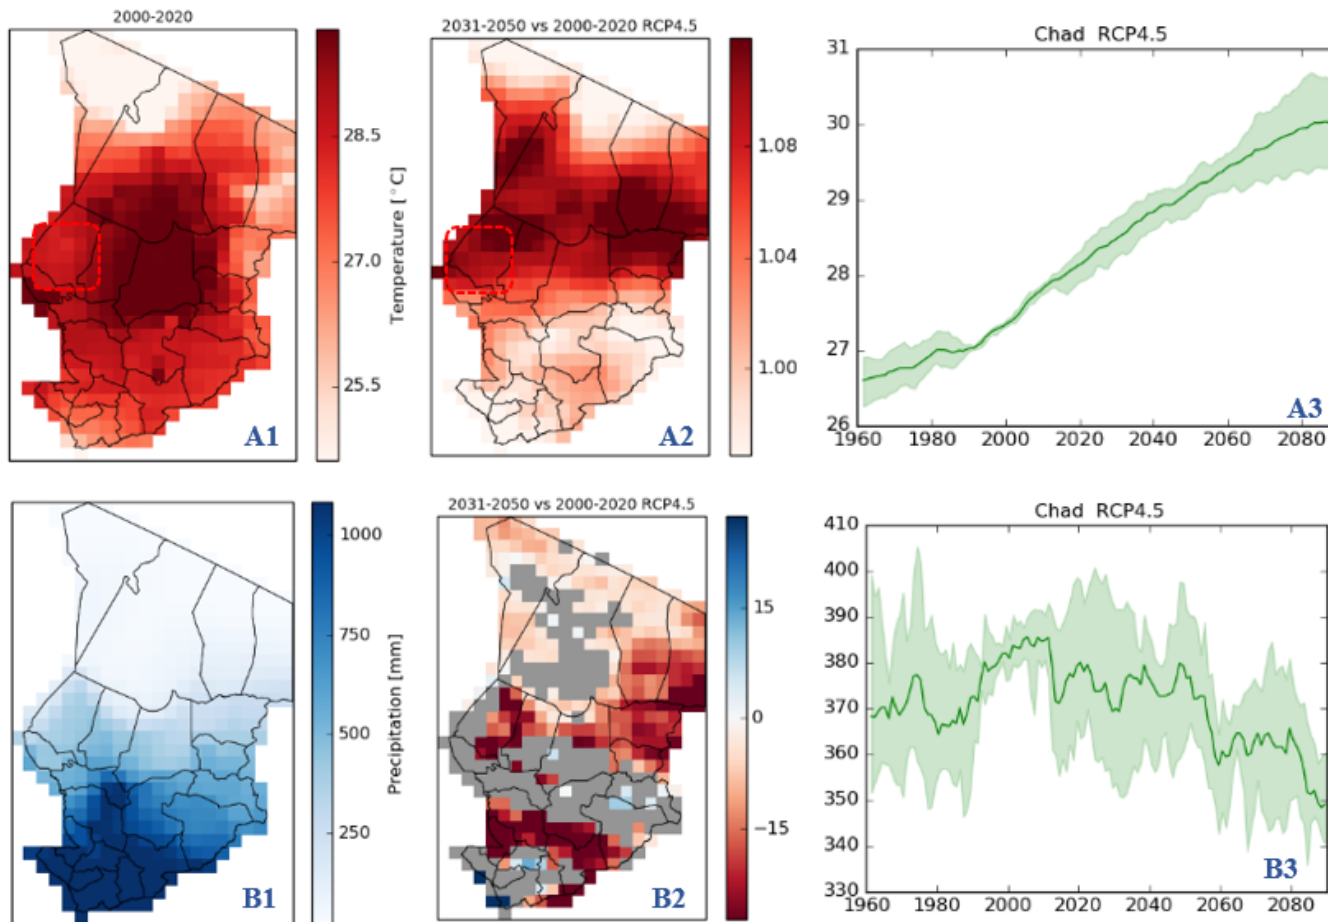 2000-2020
28.5
27.0
25.5
Temperature [°C]
A1
2031-2050 vs 2000-2020 RCP4.5
1.08
1.04
1.00
A2
Chad RCP4.5
31
30
29
28
27
26
1960 1980 2000 2020 2040 2060 2080
A3
1000
750
500
250
Precipitation [mm]
B1
2031-2050 vs 2000-2020 RCP4.5
15
0
−15
B2
Chad RCP4.5
410
400
390
380
370
360
350
340
330
1960 1980 2000 2020 2040 2060 2080
B3